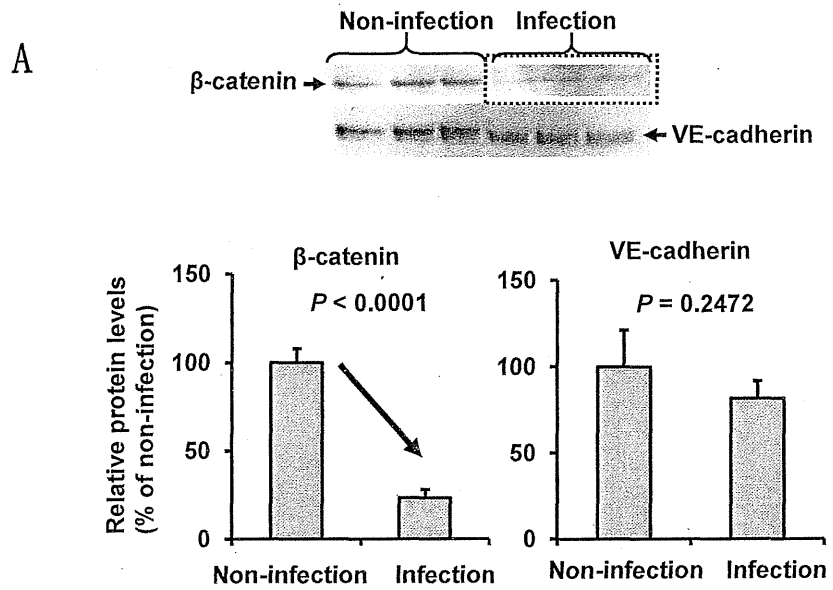 A
Non-infection Infection
β-catenin
VE-cadherin
Relative protein levels
(% of non-infection)
β-catenin
P < 0.0001
150
100
50
0
Non-infection Infection
VE-cadherin
P = 0.2472
150
100
50
0
Non-infection Infection